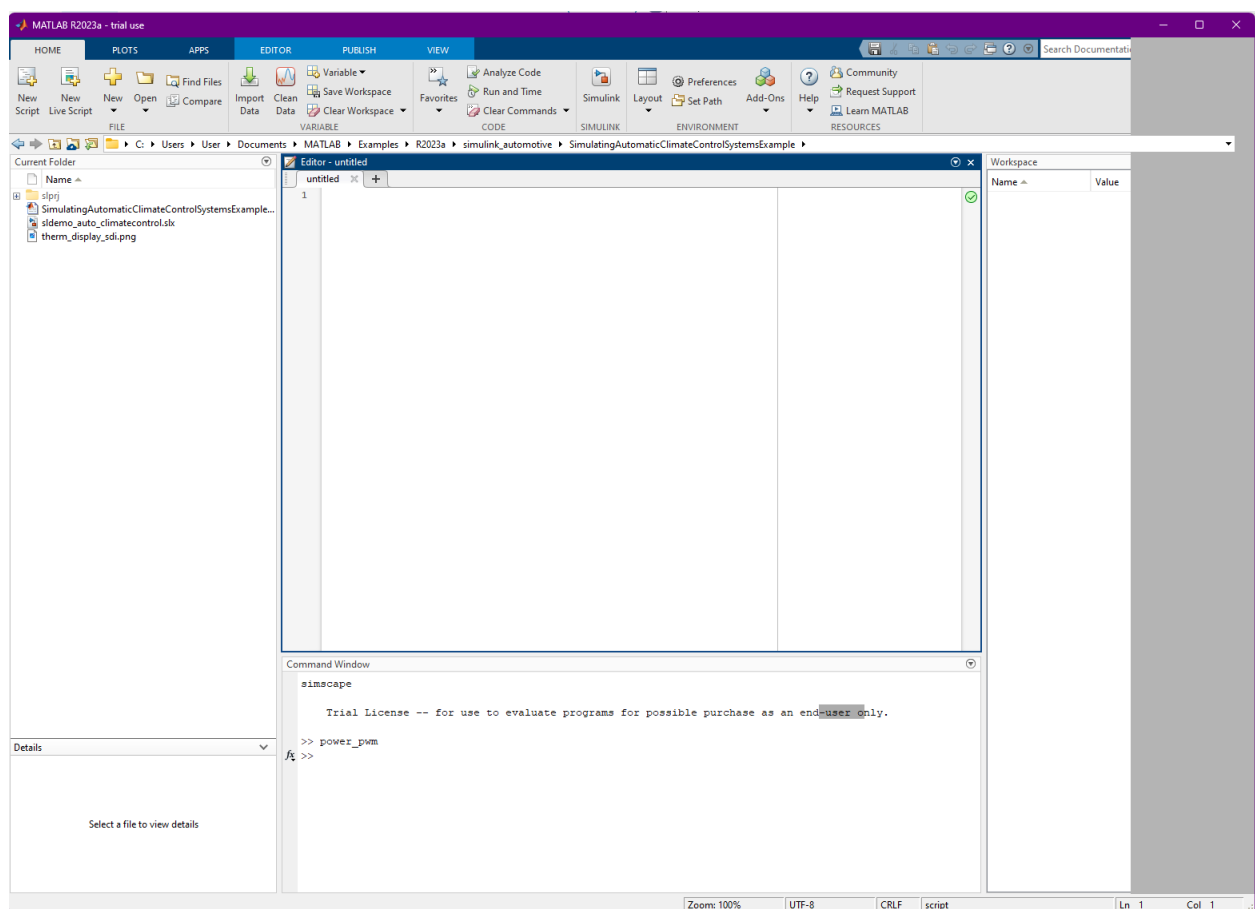 MATLAB R2023a - trial use
HOME PLOTS APPS EDITOR PUBLISH VIEW
Search Documentati
New Script
New Live Script
New
Open
Find Files
Compare
FILE
Import Data
Clean Data
Variable
Save Workspace
Clear Workspace
VARIABLE
Favorites
Analyze Code
Run and Time
Clear Commands
CODE
Simulink
SIMULINK
Layout
Preferences
Set Path
Add-Ons
ENVIRONMENT
Help
Community
Request Support
Learn MATLAB
RESOURCES
C: Users User Documents MATLAB Examples R2023a simulink_automotive SimulatingAutomaticClimateControlSystemsExample
Current Folder
Name
slprj
SimulatingAutomaticClimateControlSystemsExample...
sldemo_auto_climatecontrol.slx
therm_display_sdi.png
Details
Select a file to view details
Editor - untitled
untitled
1
Command Window
simscape
Trial License -- for use to evaluate programs for possible purchase as an end-user only.
>> power_pwm
fx >>
Workspace
Name Value
Zoom: 100% UTF-8 CRLF script Ln 1 Col 1